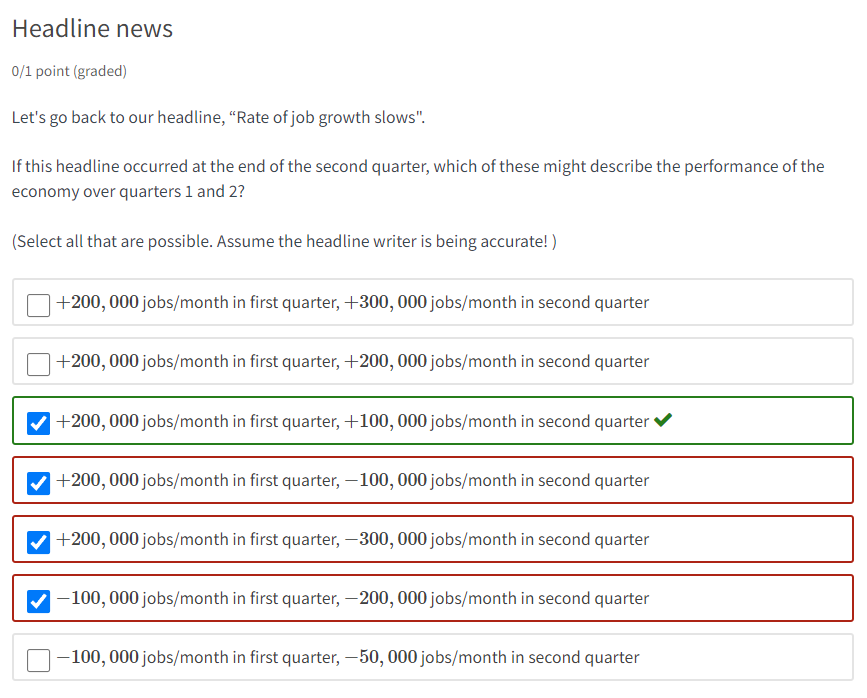 Headline news
0/1 point (graded)
Let's go back to our headline, “Rate of job growth slows".
If this headline occurred at the end of the second quarter, which of these might describe the performance of the
economy over quarters 1 and 2?
(Select all that are possible. Assume the headline writer is being accurate! )
+200, 000 jobs/month in first quarter, +300, 000 jobs/month in second quarter
+200, 000 jobs/month in first quarter, +200, 000 jobs/month in second quarter
+200, 000 jobs/month in first quarter, +100, 000 jobs/month in second quarter
+200, 000 jobs/month in first quarter, −100, 000 jobs/month in second quarter
+200, 000 jobs/month in first quarter, −300, 000 jobs/month in second quarter
−100, 000 jobs/month in first quarter, −200, 000 jobs/month in second quarter
−100, 000 jobs/month in first quarter, −50, 000 jobs/month in second quarter